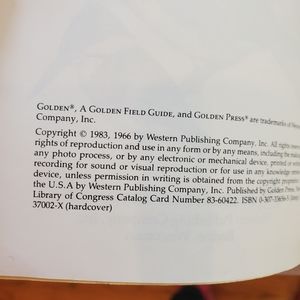 GOLDEN®, A GOLDEN FIELD GUIDE, and GOLDEN PRESS® are trademarks of
Company, Inc.
Copyright © 1983, 1966 by Western Publishing Company, Inc. All rights
rights of reproduction and use in any form or by any means, including the
any photo process, or by any electronic or mechanical device, printed or
recording for sound or visual reproduction or for use in any knowledge
device, unless permission in writing is obtained from the copyright
the U.S.A by Western Publishing Company, Inc. Published by Golden Press,
Library of Congress Catalog Card Number 83-60422. ISBN
37002-X (hardcover)